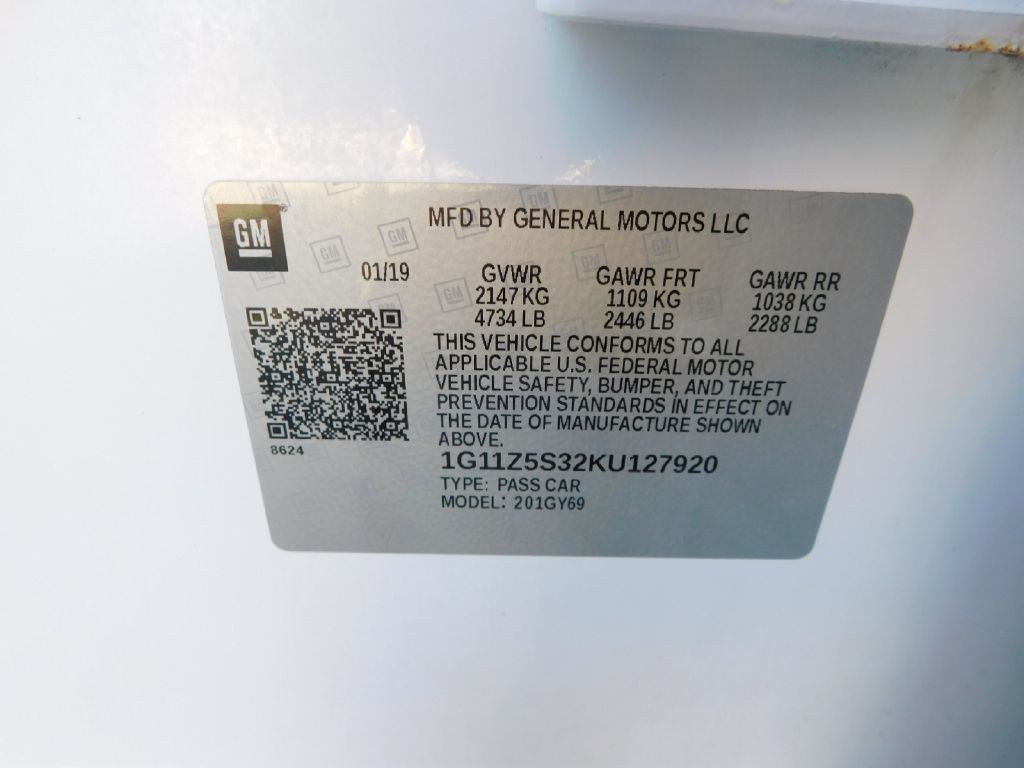 GM
MFD BY GENERAL MOTORS LLC
01/19 GVWR GAWR FRT GAWR RR
2147 KG 1109 KG 1038 KG
4734 LB 2446 LB 2288 LB
THIS VEHICLE CONFORMS TO ALL
APPLICABLE U.S. FEDERAL MOTOR
VEHICLE SAFETY, BUMPER, AND THEFT
PREVENTION STANDARDS IN EFFECT ON
THE DATE OF MANUFACTURE SHOWN
ABOVE.
8624
1G11Z5S32KU127920
TYPE: PASS CAR
MODEL: 201GY69